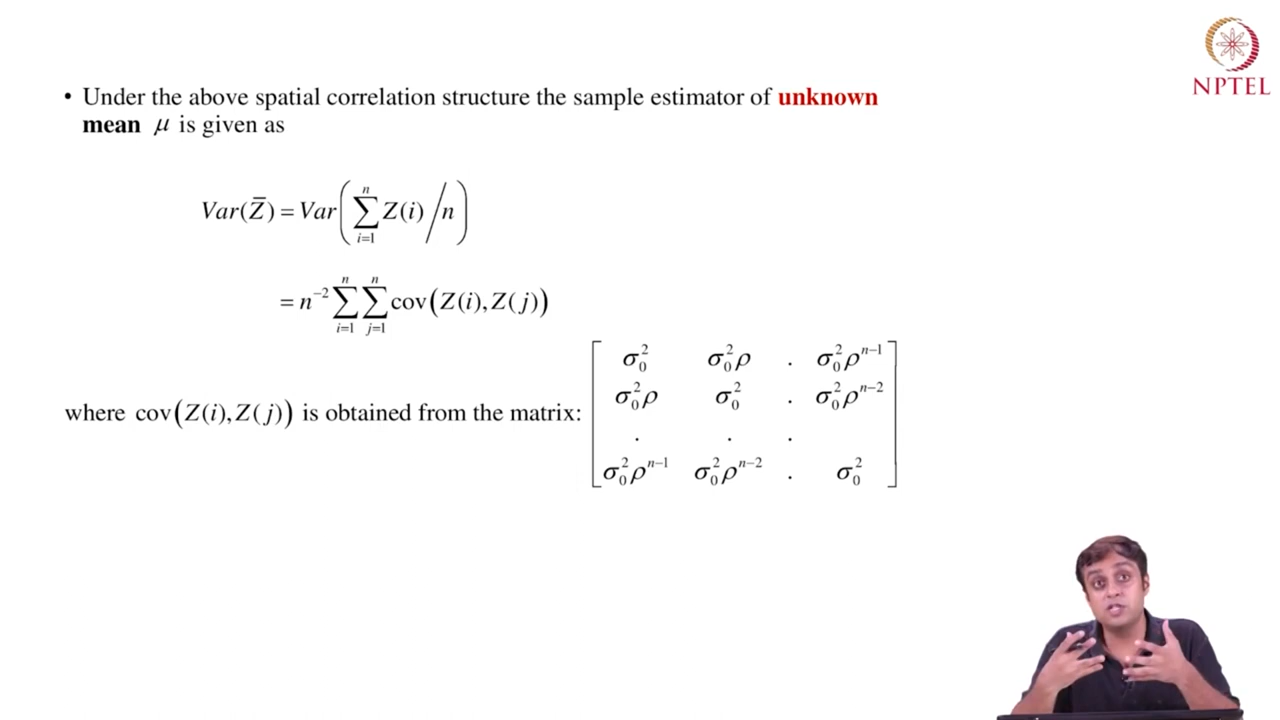 NPTEL
• Under the above spatial correlation structure the sample estimator of unknown
mean μ is given as
Var(Z̄) = Var(∑_{i=1}^{n} Z(i)/n)
= n^{-2} ∑_{i=1}^{n} ∑_{j=1}^{n} cov(Z(i), Z(j))
where cov(Z(i), Z(j)) is obtained from the matrix:
σ_0^2 σ_0^2ρ . σ_0^2ρ^{n-1}
σ_0^2ρ σ_0^2 . σ_0^2ρ^{n-2}
. . .
σ_0^2ρ^{n-1} σ_0^2ρ^{n-2} . σ_0^2